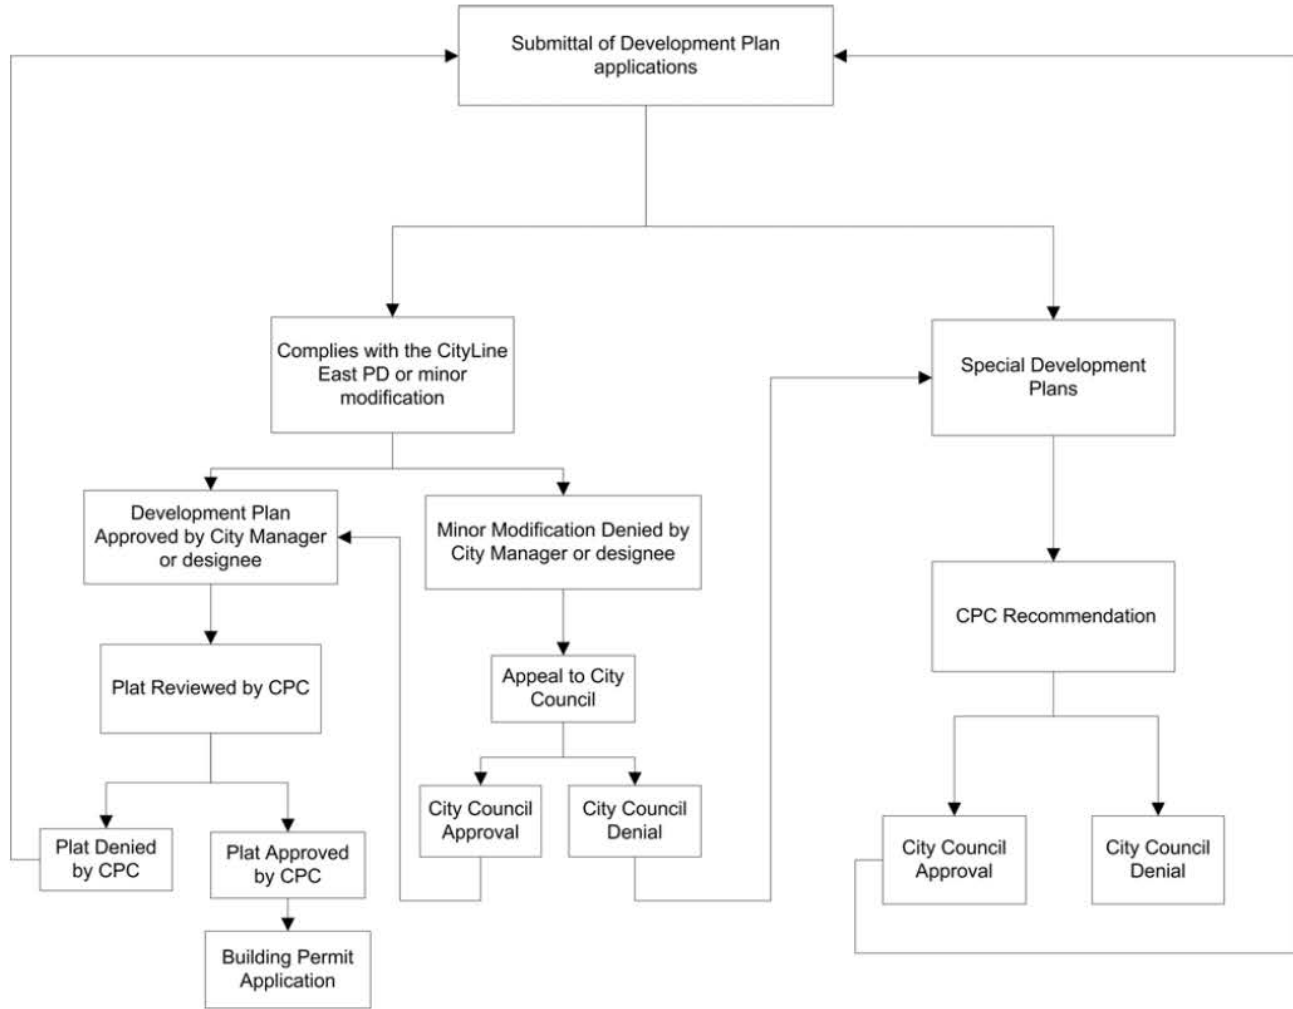 Submittal of Development Plan
applications
Complies with the CityLine
East PD or minor
modification
Special Development
Plans
Development Plan
Approved by City Manager
or designee
Minor Modification Denied by
City Manager or designee
CPC Recommendation
Plat Reviewed by CPC
Appeal to City
Council
City Council
Approval
City Council
Denial
Plat Denied
by CPC
Plat Approved
by CPC
City Council
Approval
City Council
Denial
Building Permit
Application